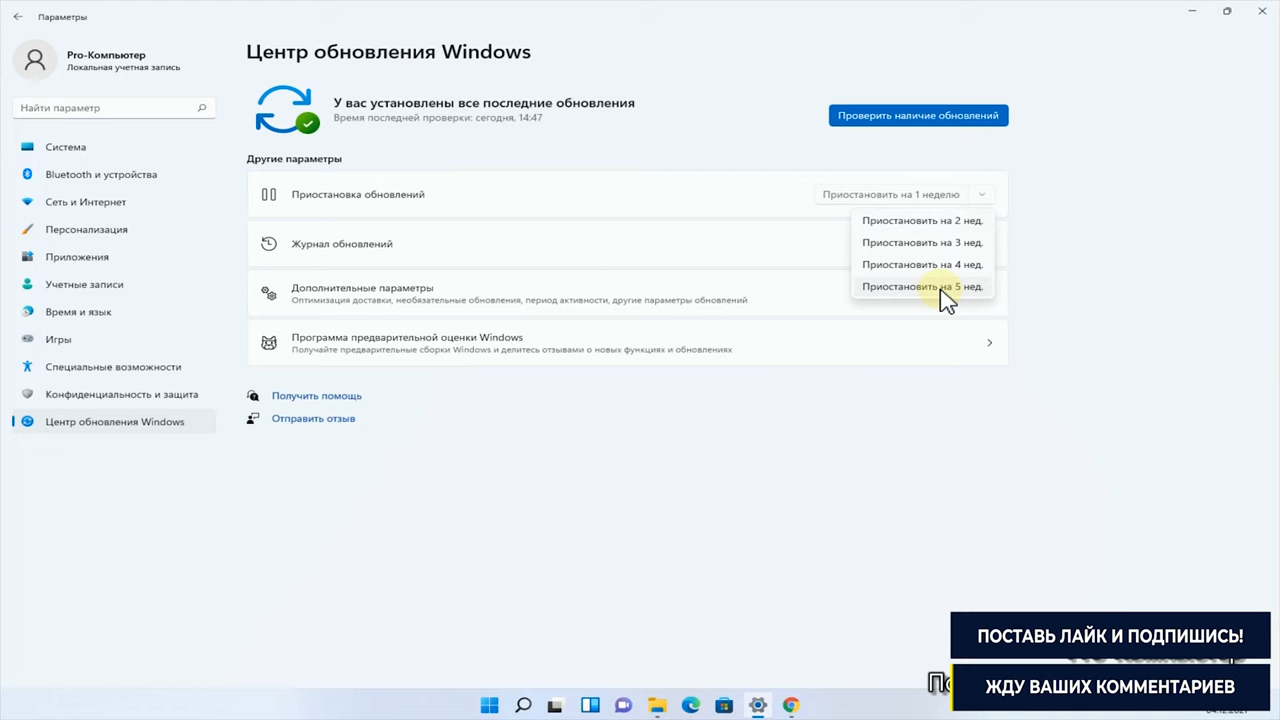 Параметры
Pro-Компьютер
Локальная учетная запись
Найти параметр
Система
Bluetooth и устройства
Сеть и Интернет
Персонализация
Приложения
Учетные записи
Время и язык
Игры
Специальные возможности
Конфиденциальность и защита
Центр обновления Windows
Центр обновления Windows
У вас установлены все последние обновления
Время последней проверки: сегодня, 14:47
Проверить наличие обновлений
Другие параметры
Приостановка обновлений
Приостановить на 1 неделю
Приостановить на 2 нед.
Приостановить на 3 нед.
Приостановить на 4 нед.
Приостановить на 5 нед.
Журнал обновлений
Дополнительные параметры
Оптимизация доставки, необязательные обновления, период активности, другие параметры обновлений
Программа предварительной оценки Windows
Получайте предварительные сборки Windows и делитесь отзывами о новых функциях и обновлениях
Получить помощь
Отправить отзыв
ПОСТАВЬ ЛАЙК И ПОДПИШИСЬ!
ЖДУ ВАШИХ КОММЕНТАРИЕВ